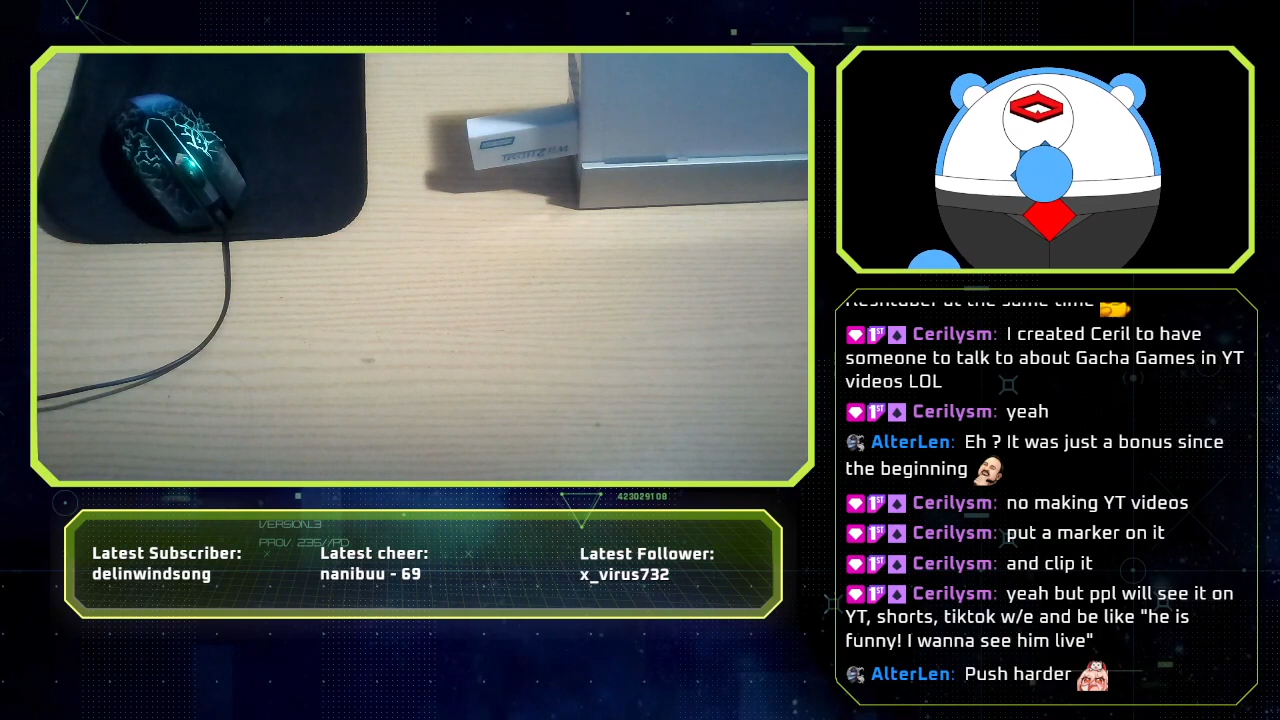 Cerilysm: I created Ceril to have
someone to talk to about Gacha Games in YT
videos LOL
Cerilysm: yeah
AlterLen: Eh ? It was just a bonus since
the beginning
Cerilysm: no making YT videos
Cerilysm: put a marker on it
Cerilysm: and clip it
Cerilysm: yeah but ppl will see it on
YT, shorts, tiktok w/e and be like "he is
funny! I wanna see him live"
AlterLen: Push harder
423029108
VERSION1.3
Latest Subscriber:
delinwindsong
Latest cheer:
nanibuu - 69
Latest Follower:
x_virus732